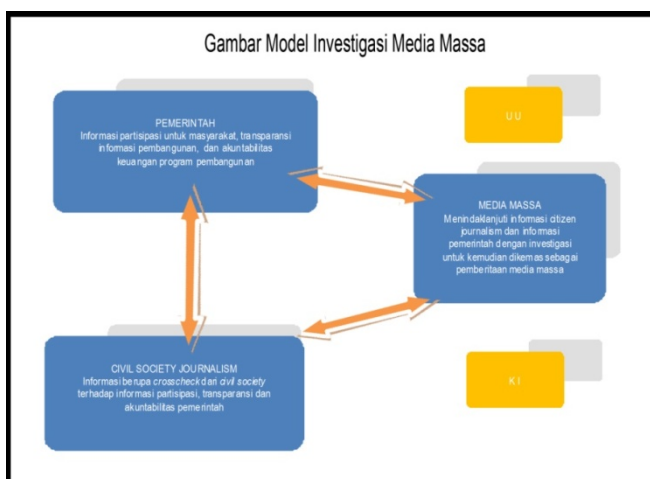 Gambar Model Investigasi Media Massa
PEMERINTAH
Informasi partisipasi untuk masyarakat, transparansi
informasi pembangunan, dan akuntabilitas
keuangan program pembangunan
U U
MEDIA MASSA
Menindaklanjuti informasi citizen
journalism dan informasi
pemerintah dengan investigasi
untuk kemudian dikemas sebagai
pemberitaan media massa
CIVIL SOCIETY JOURNALISM
Informasi berupa crosscheck dari civil society
terhadap informasi partisipasi, transparansi dan
akuntabilitas pemerintah
K I